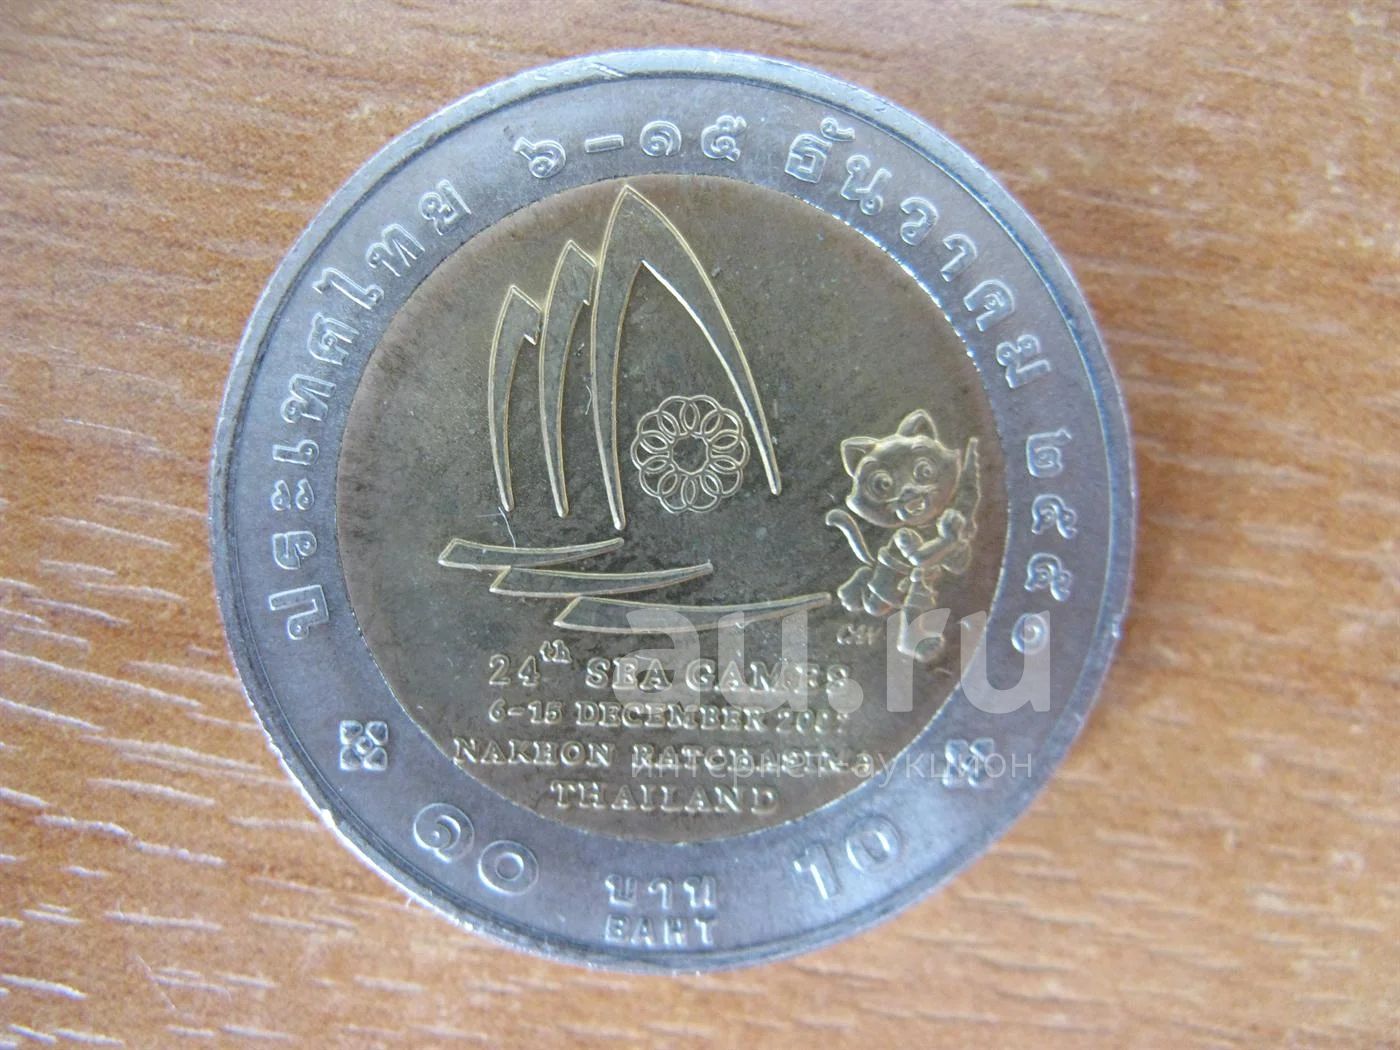 ประเทศไทย ๖-๑๕ ธันวาคม ๒๕๕๐
24th SEA GAMES
6-15 DECEMBER 2007
NAKHON RATCHASIMA
THAILAND
๑๐ บาท 10
BAHT
au.ru
интернет-аукцион